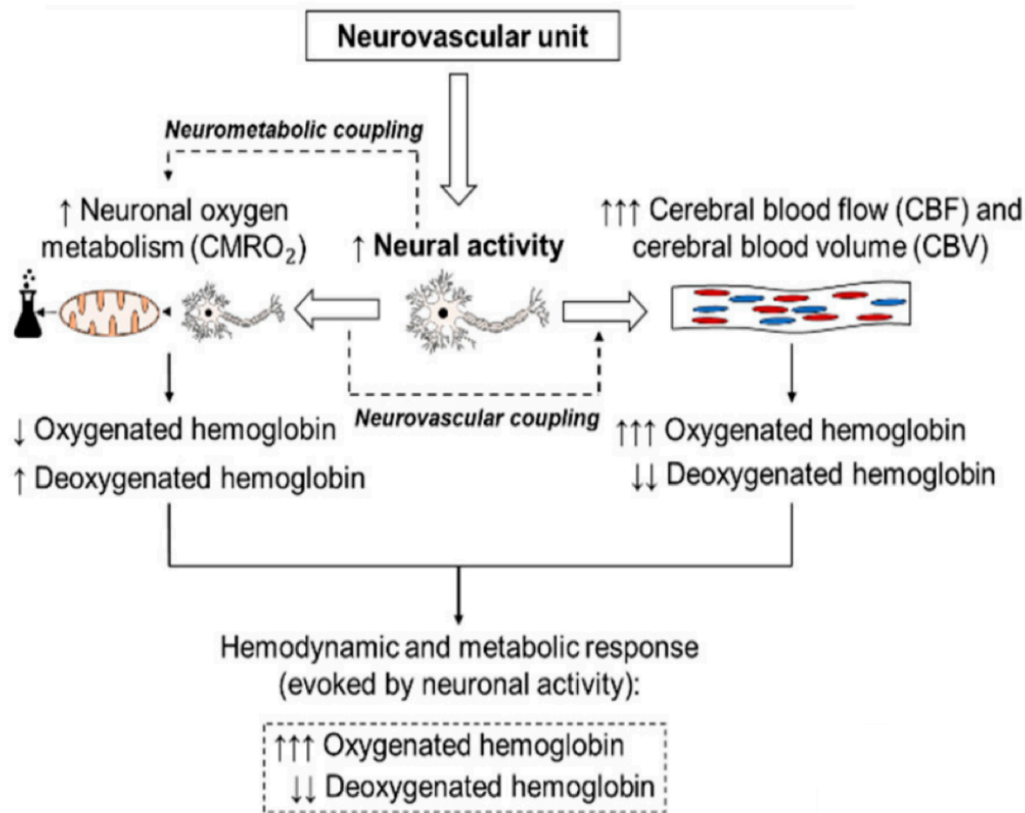 Neurovascular unit
Neurometabolic coupling
↑ Neuronal oxygen
metabolism (CMRO₂)
↑ Neural activity
↑↑↑ Cerebral blood flow (CBF) and
cerebral blood volume (CBV)
Neurovascular coupling
↓ Oxygenated hemoglobin
↑ Deoxygenated hemoglobin
↑↑↑ Oxygenated hemoglobin
↓↓ Deoxygenated hemoglobin
Hemodynamic and metabolic response
(evoked by neuronal activity):
↑↑↑ Oxygenated hemoglobin
↓↓ Deoxygenated hemoglobin